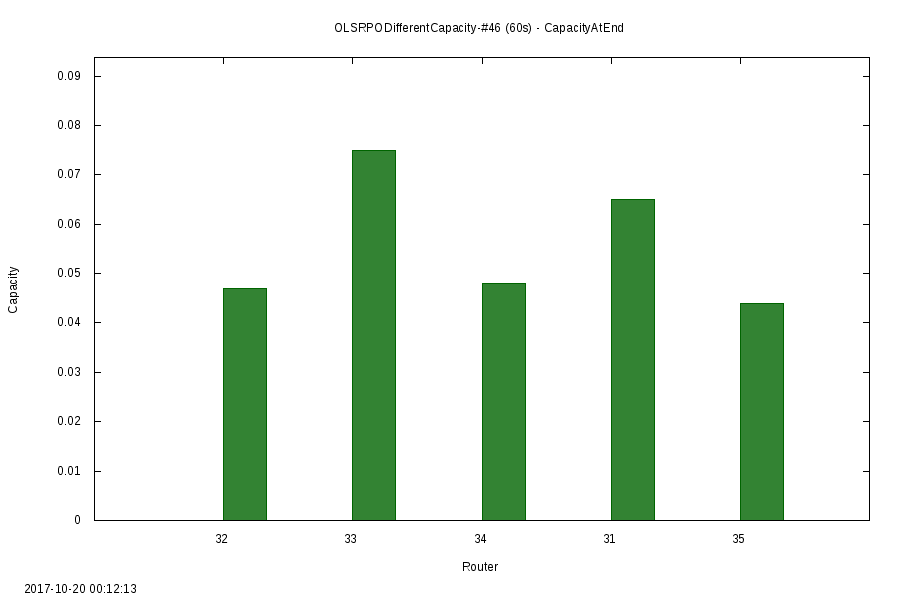 OLSRPODifferentCapacity-#46 (60s) - CapacityAtEnd
0.09
0.08
0.07
0.06
0.05
0.04
0.03
0.02
0.01
0
Capacity
32 33 34 31 35
Router
2017-10-20 00:12:13